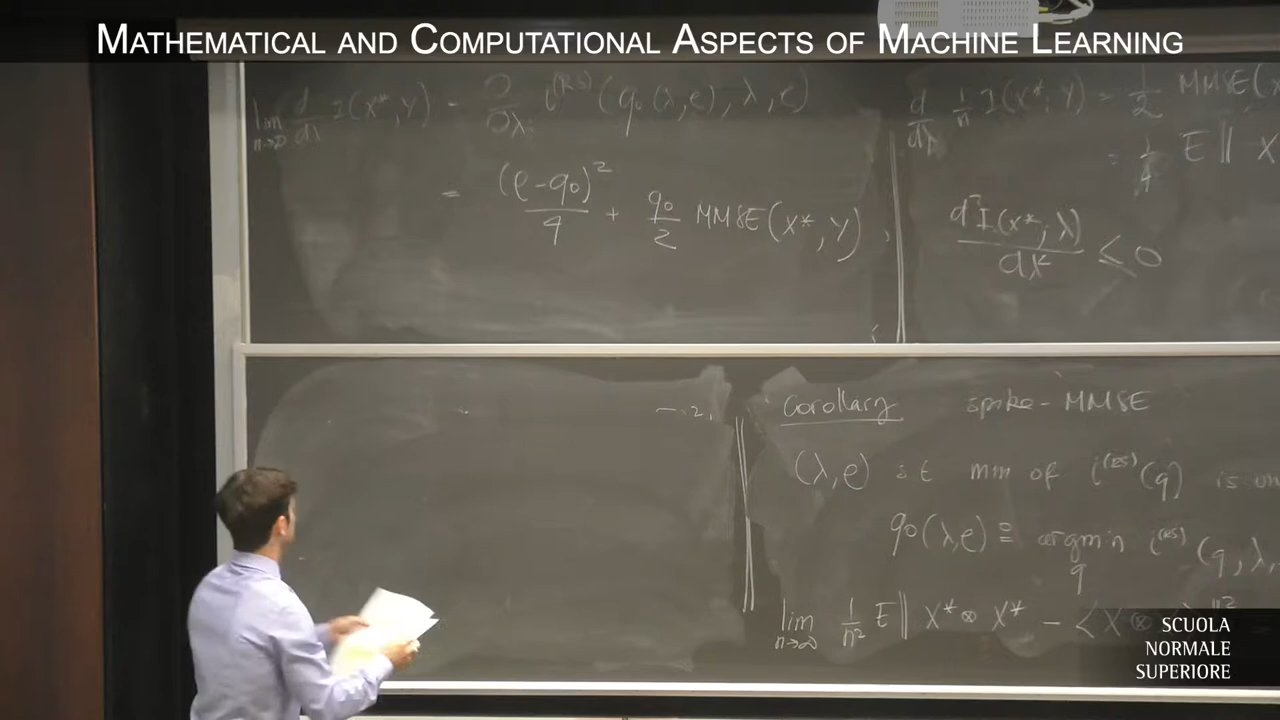 MATHEMATICAL AND COMPUTATIONAL ASPECTS OF MACHINE LEARNING
lim n→∞ d/dλ I(X*,Y) = ∂/∂λ i^(RS)(q₀(λ,ρ),λ,ρ)
= (ρ-q₀)²/4 + q₀/2 MMSE(X*,Y),
d/dλ 1/n I(X*,Y) = 1/2 MMSE(X
= 1/4 E‖ X
d²I(X*;λ)/dλ² ≤ 0
Corollary spike-MMSE
(λ,ρ) st min of i^(RS)(q) is un
q₀(λ,ρ) ≜ argmin q i^(RS)(q,λ,
lim n→∞ 1/n² E‖ X*⊗X* - <X⊗
SCUOLA
NORMALE
SUPERIORE